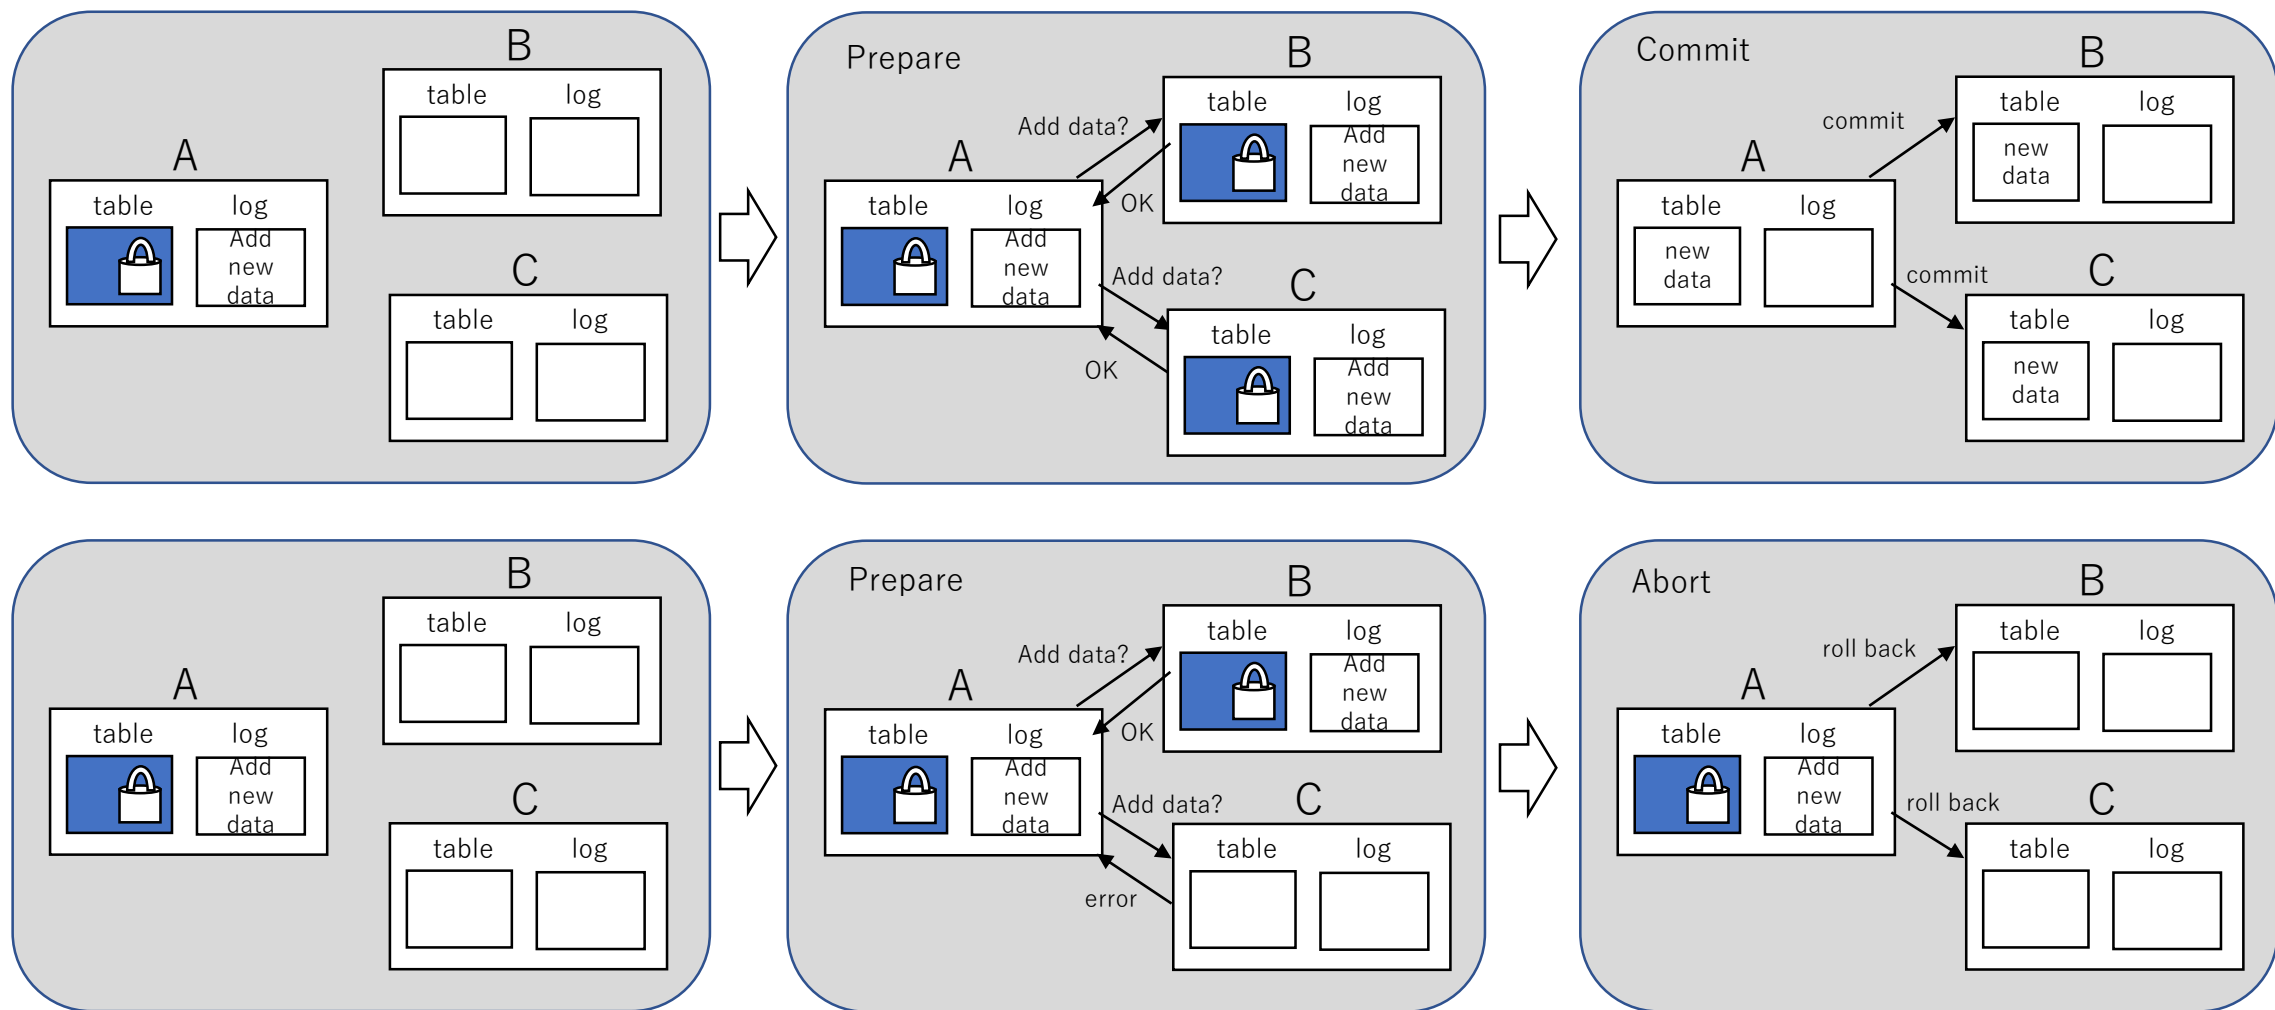 B
table log
A
table log
Add
new
data
C
table log
Prepare
B
table log
Add
new
data
Add data?
OK
A
table log
Add
new
data
Add data?
OK
C
table log
Add
new
data
Commit
B
table log
new
data
commit
A
table log
new
data
commit
C
table log
new
data
B
table log
A
table log
Add
new
data
C
table log
Prepare
B
table log
Add
new
data
Add data?
OK
A
table log
Add
new
data
Add data?
error
C
table log
Abort
B
table log
roll back
A
table log
Add
new
data
roll back
C
table log